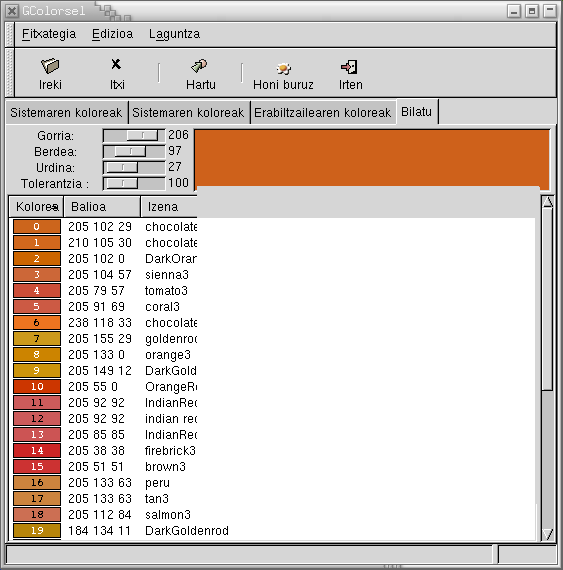 GColorsel
Fitxategia Edizioa Laguntza
Ireki Itxi Hartu Honi buruz Irten
Sistemaren koloreak Sistemaren koloreak Erabiltzailearen koloreak Bilatu
Gorria: 206
Berdea: 97
Urdina: 27
Tolerantzia : 100
Kolorea Balioa Izena
0 205 102 29 chocolate
1 210 105 30 chocolate
2 205 102 0 DarkOran
3 205 104 57 sienna3
4 205 79 57 tomato3
5 205 91 69 coral3
6 238 118 33 chocolate
7 205 155 29 goldenrod
8 205 133 0 orange3
9 205 149 12 DarkGold
10 205 55 0 OrangeRe
11 205 92 92 IndianRed
12 205 92 92 indian red
13 205 85 85 IndianRed
14 205 38 38 firebrick3
15 205 51 51 brown3
16 205 133 63 peru
17 205 133 63 tan3
18 205 112 84 salmon3
19 184 134 11 DarkGoldenrod